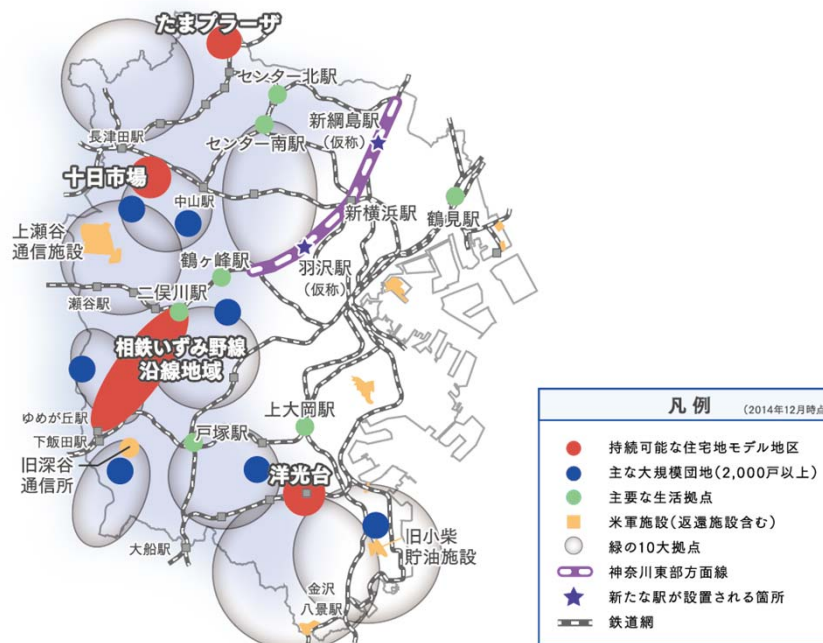 たまプラーザ
センター北駅
新綱島駅
(仮称)
長津田駅
センター南駅
十日市場
中山駅
新横浜駅
鶴見駅
上瀬谷
通信施設
鶴ヶ峰駅
羽沢駅
(仮称)
二俣川駅
瀬谷駅
相鉄いずみ野線
沿線地域
ゆめが丘駅
上大岡駅
下飯田駅
戸塚駅
旧深谷
通信所
洋光台
旧小柴
貯油施設
大船駅
金沢
八景駅
凡例 (2014年12月時点
持続可能な住宅地モデル地区
主な大規模団地(2,000戸以上)
主要な生活拠点
米軍施設(返還施設含む)
緑の10大拠点
神奈川東部方面線
新たな駅が設置される箇所
鉄道網